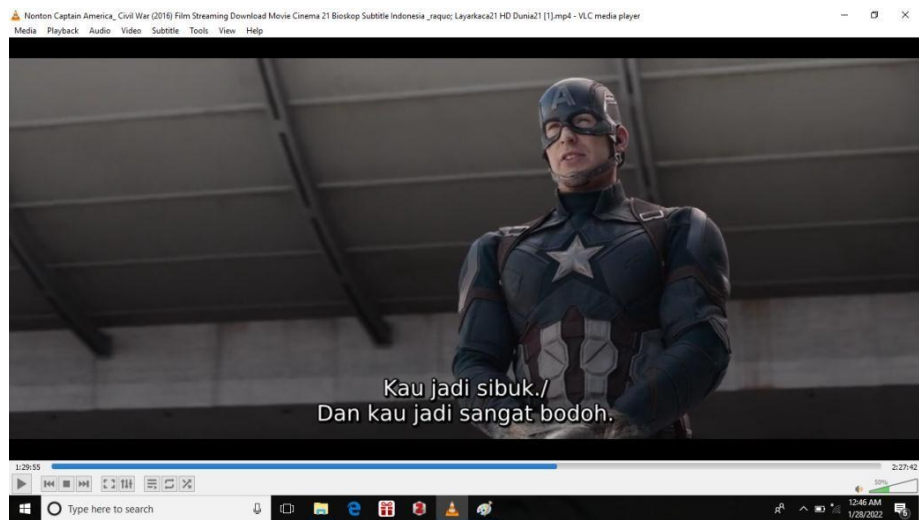 Nonton Captain America_ Civil War (2016) Film Streaming Download Movie Cinema 21 Bioskop Subtitle Indonesia _raquo; Layarkaca21 HD Dunia21 [1].mp4 - VLC media player
Media Playback Audio Video Subtitle Tools View Help
A
Kau jadi sibuk./
Dan kau jadi sangat bodoh.
1:29:55 2:27:42
50%
Type here to search
12:46 AM
1/28/2022